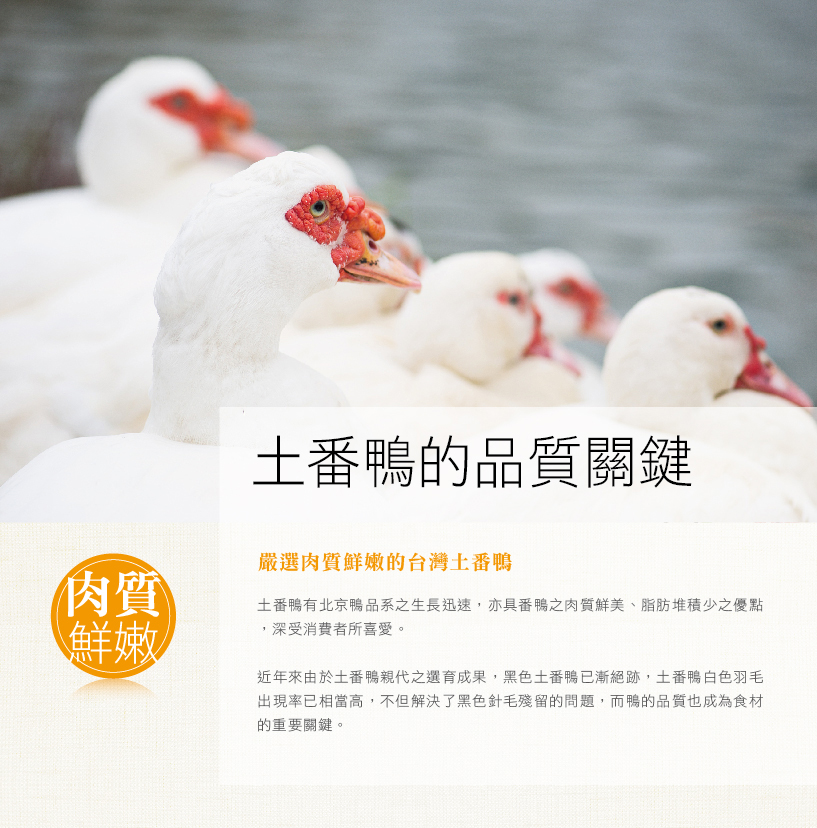 土番鴨的品質關鍵
嚴選肉質鮮嫩的台灣土番鴨
肉質
鮮嫩
土番鴨有北京鴨品系之生長迅速，亦具番鴨之肉質鮮美、脂肪堆積少之優點
，深受消費者所喜愛。
近年來由於土番鴨親代之選育成果，黑色土番鴨已漸絕跡，土番鴨白色羽毛
出現率已相當高，不但解決了黑色針毛殘留的問題，而鴨的品質也成為食材
的重要關鍵。